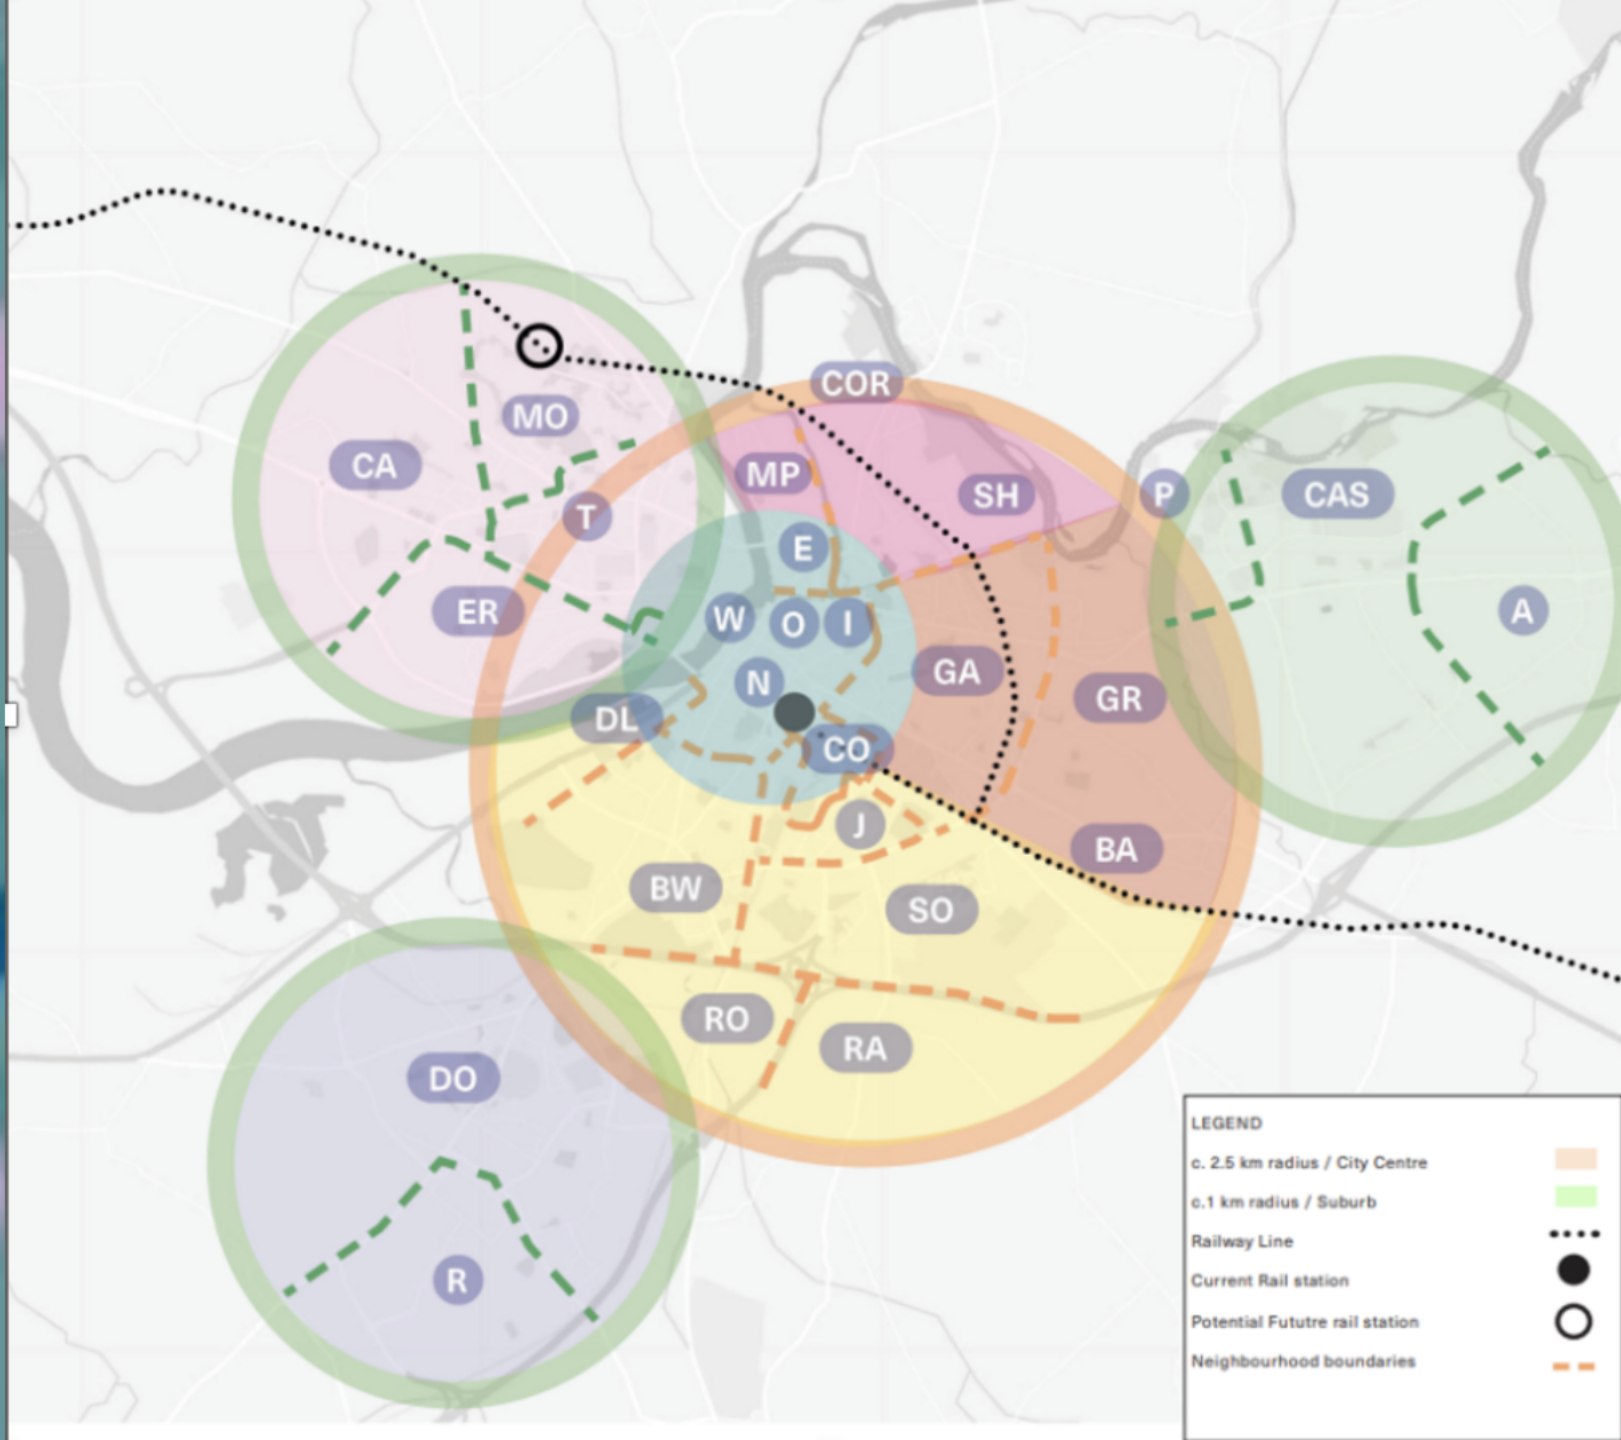 COR
MO
CA
MP
SH
P
CAS
T
E
ER
W
O
I
A
GA
N
GR
DL
CO
J
BA
BW
SO
RO
RA
DO
R
LEGEND
c. 2.5 km radius / City Centre
c.1 km radius / Suburb
Railway Line
Current Rail station
Potential Fututre rail station
Neighbourhood boundaries